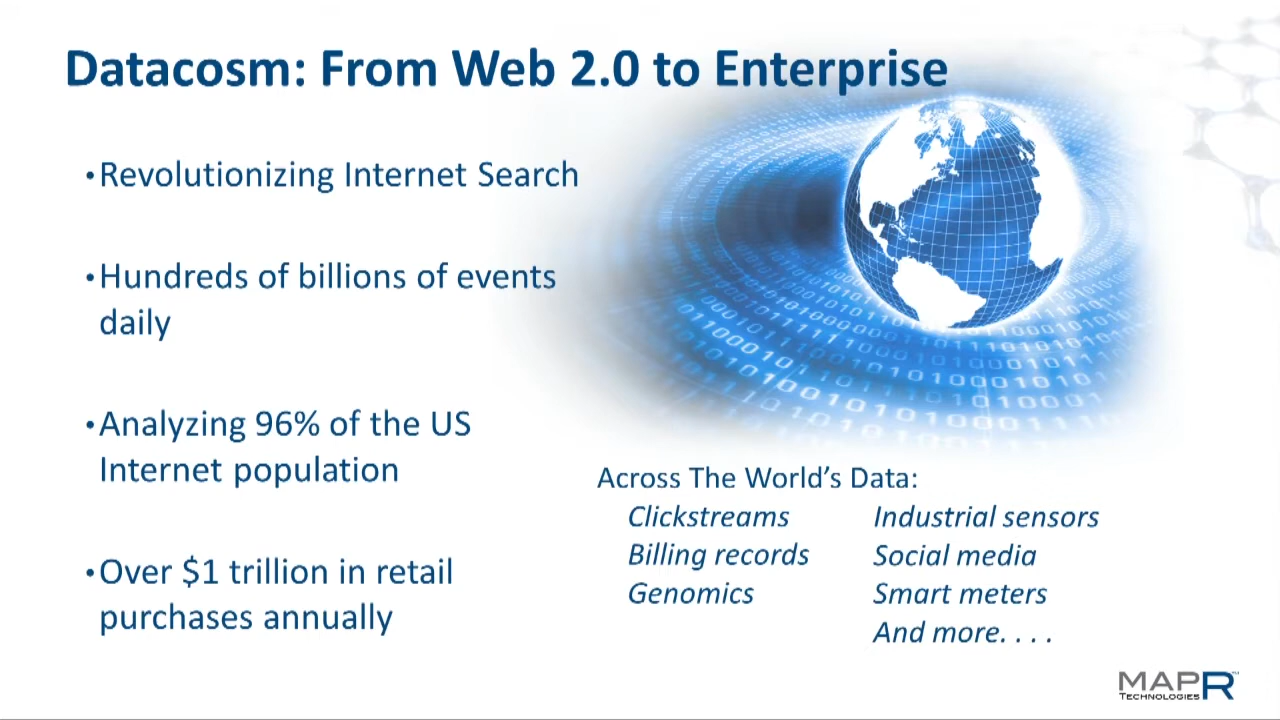 Datacosm: From Web 2.0 to Enterprise
•Revolutionizing Internet Search
•Hundreds of billions of events
daily
•Analyzing 96% of the US
Internet population
•Over $1 trillion in retail
purchases annually
Across The World’s Data:
Clickstreams
Billing records
Genomics
Industrial sensors
Social media
Smart meters
And more. . . .
MAPR™
TECHNOLOGIES